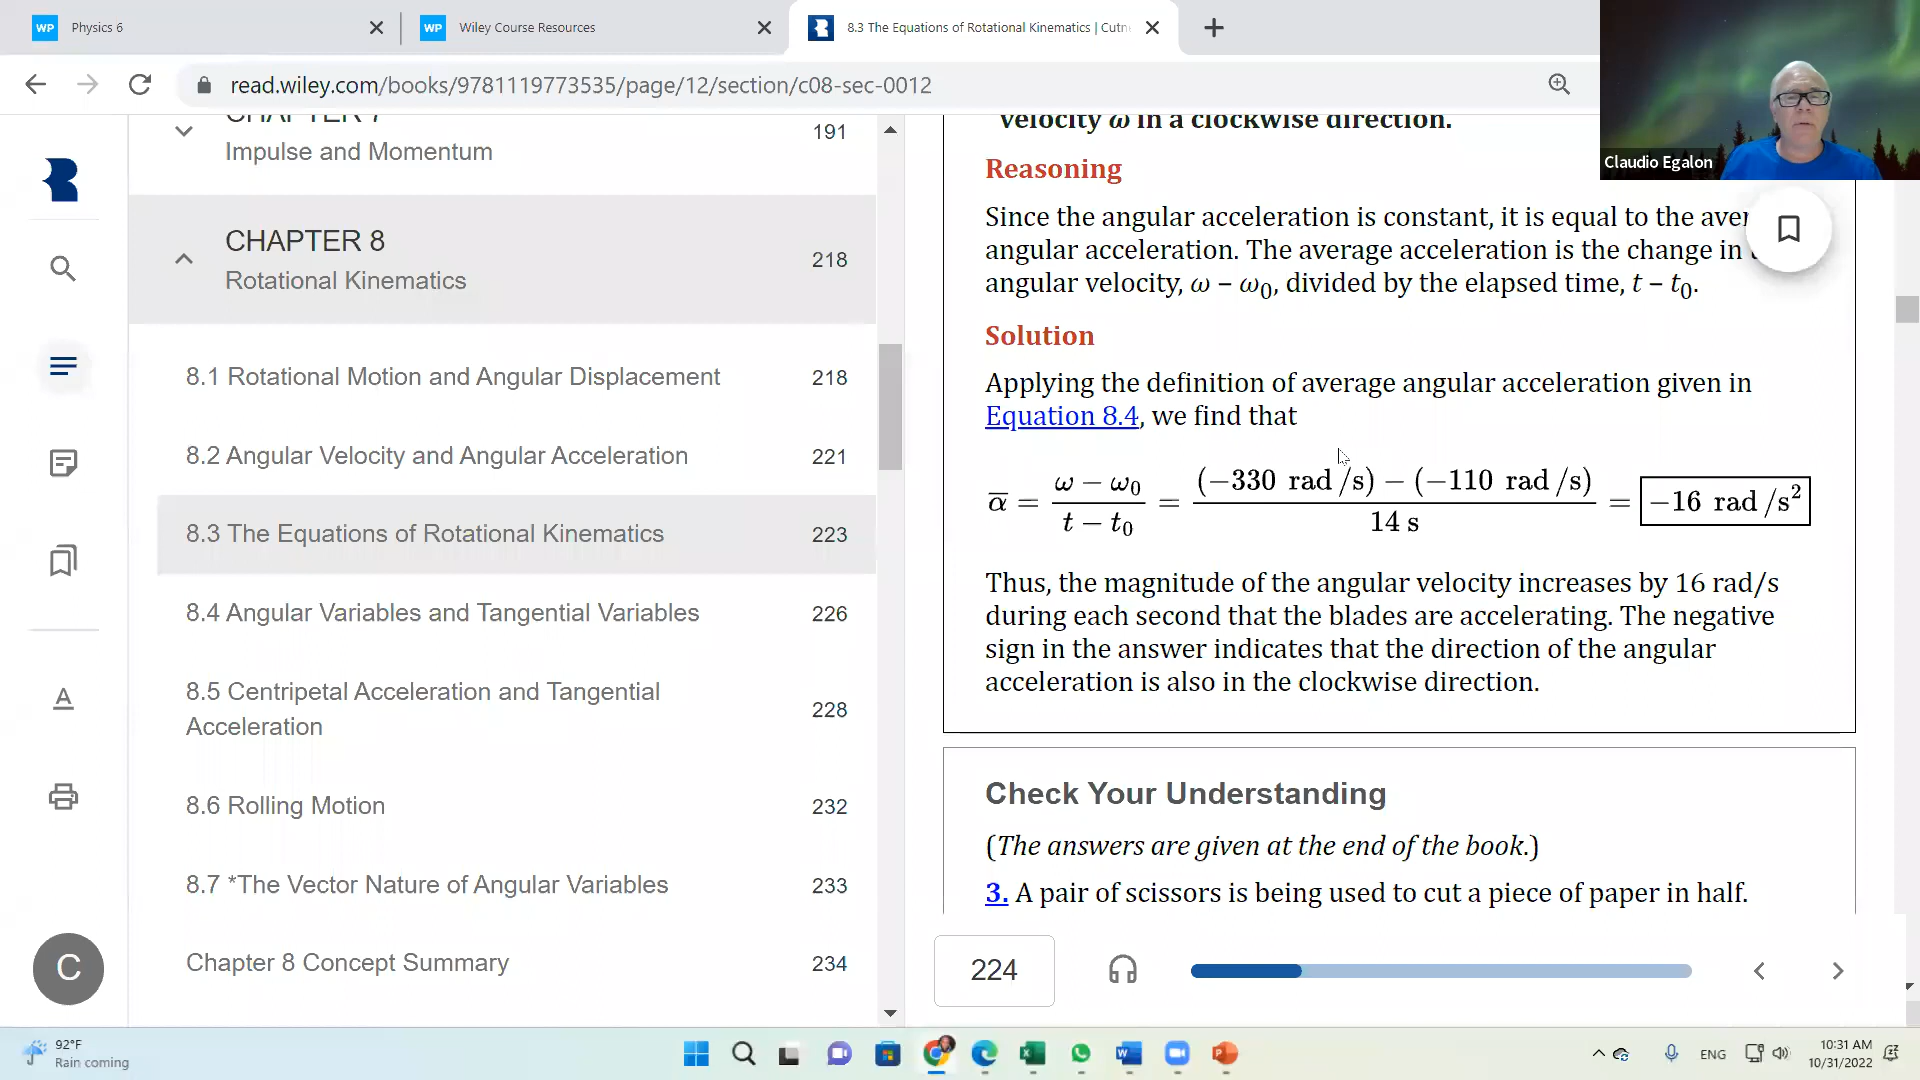 WP Physics 6
WP Wiley Course Resources
8.3 The Equations of Rotational Kinematics | Cutn
read.wiley.com/books/9781119773535/page/12/section/c08-sec-0012
Claudio Egalon
CHAPTER 7
Impulse and Momentum 191
CHAPTER 8
Rotational Kinematics 218
8.1 Rotational Motion and Angular Displacement 218
8.2 Angular Velocity and Angular Acceleration 221
8.3 The Equations of Rotational Kinematics 223
8.4 Angular Variables and Tangential Variables 226
8.5 Centripetal Acceleration and Tangential
Acceleration 228
8.6 Rolling Motion 232
8.7 *The Vector Nature of Angular Variables 233
Chapter 8 Concept Summary 234
C
velocity ω in a clockwise direction.
Reasoning
Since the angular acceleration is constant, it is equal to the aver
angular acceleration. The average acceleration is the change in
angular velocity, ω – ω₀, divided by the elapsed time, t – t₀.
Solution
Applying the definition of average angular acceleration given in
Equation 8.4, we find that
α̅ = (ω − ω₀)/(t − t₀) = ((−330 rad/s) − (−110 rad/s))/(14 s) = −16 rad/s²
Thus, the magnitude of the angular velocity increases by 16 rad/s
during each second that the blades are accelerating. The negative
sign in the answer indicates that the direction of the angular
acceleration is also in the clockwise direction.
Check Your Understanding
(The answers are given at the end of the book.)
3. A pair of scissors is being used to cut a piece of paper in half.
224
92°F
Rain coming
ENG
10:31 AM
10/31/2022